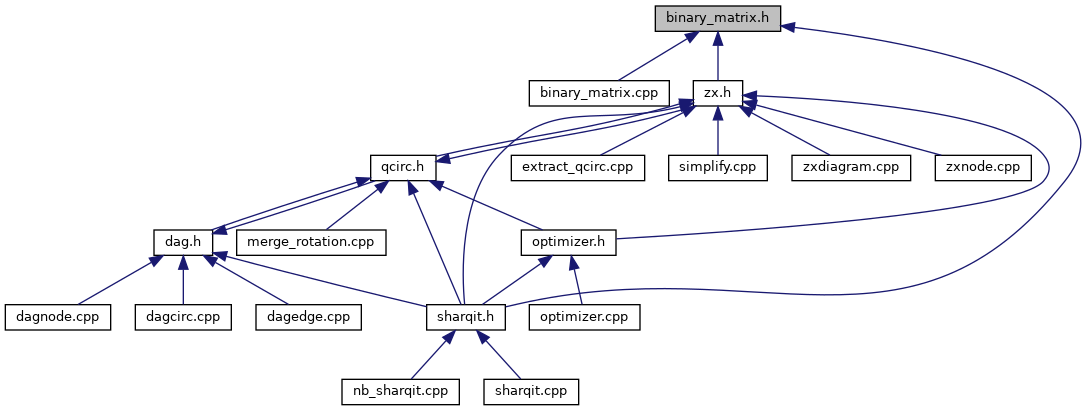 binary_matrix.h
binary_matrix.cpp
zx.h
qcirc.h
extract_qcirc.cpp
simplify.cpp
zxdiagram.cpp
zxnode.cpp
dag.h
merge_rotation.cpp
optimizer.h
dagnode.cpp
dagcirc.cpp
dagedge.cpp
sharqit.h
optimizer.cpp
nb_sharqit.cpp
sharqit.cpp